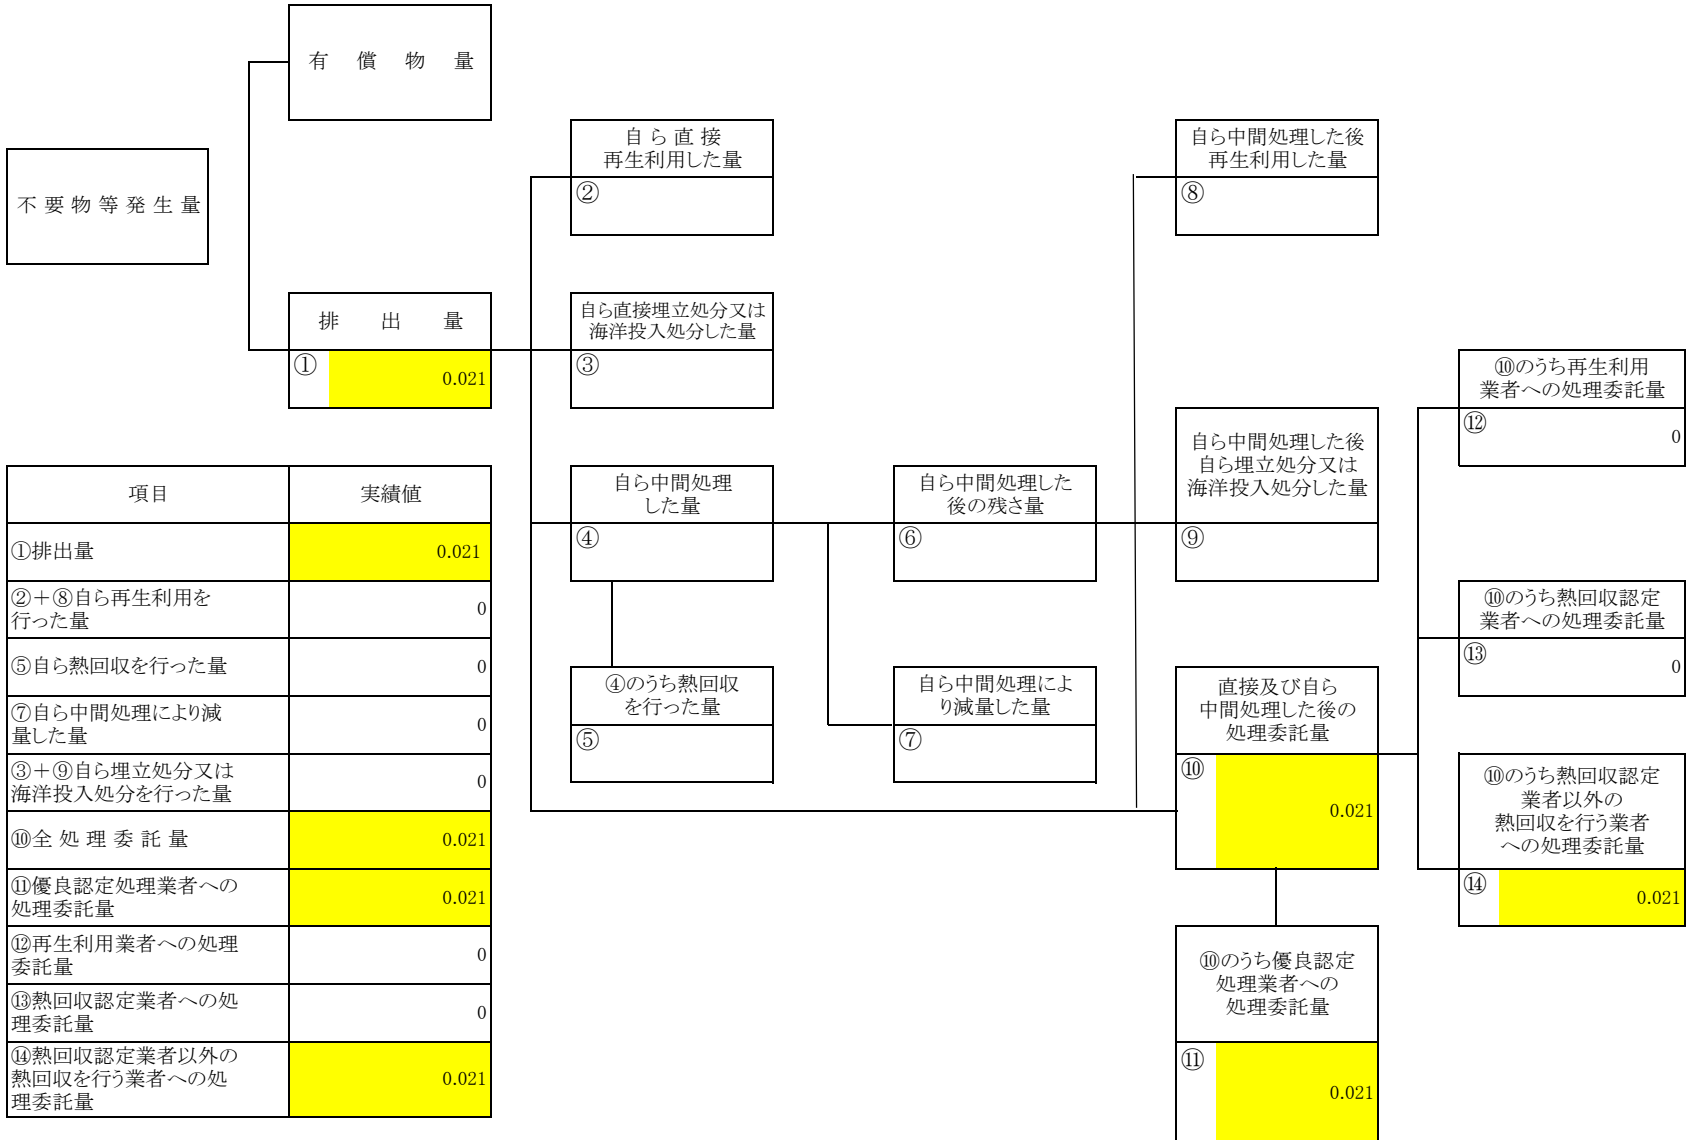 有 償 物 量
不要物等発生量
排 出 量
① 0.021
自ら直接
再生利用した量
②
自ら直接埋立処分又は
海洋投入処分した量
③
自ら中間処理
した量
④
④のうち熱回収
を行った量
⑤
自ら中間処理した
後の残さ量
⑥
自ら中間処理によ
り減量した量
⑦
自ら中間処理した後
再生利用した量
⑧
自ら中間処理した後
自ら埋立処分又は
海洋投入処分した量
⑨
直接及び自ら
中間処理した後の
処理委託量
⑩
0.021
⑩のうち優良認定
処理業者への
処理委託量
⑪
0.021
⑩のうち再生利用
業者への処理委託量
⑫
0
⑩のうち熱回収認定
業者への処理委託量
⑬
0
⑩のうち熱回収認定
業者以外の
熱回収を行う業者
への処理委託量
⑭
0.021
項目 実績値
①排出量 0.021
②+⑧自ら再生利用を
行った量
0
⑤自ら熱回収を行った量 0
⑦自ら中間処理により減
量した量
0
③+⑨自ら埋立処分又は
海洋投入処分を行った量
0
⑩全 処 理 委 託 量 0.021
⑪優良認定処理業者への
処理委託量
0.021
⑫再生利用業者への処理
委託量
0
⑬熱回収認定業者への処
理委託量
0
⑭熱回収認定業者以外の
熱回収を行う業者への処
理委託量
0.021